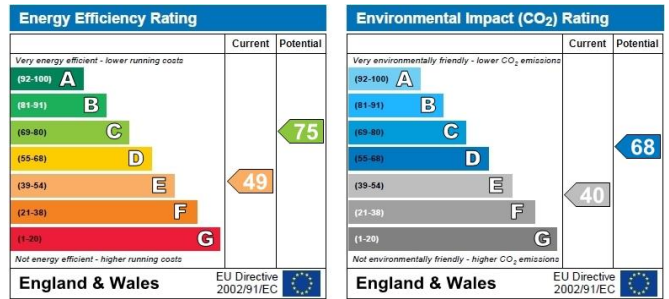 Energy Efficiency Rating
Current Potential
Very energy efficient - lower running costs
(92-100) A
(81-91) B
(69-80) C
75
(55-68) D
(39-54) E
49
(21-38) F
(1-20) G
Not energy efficient - higher running costs
England & Wales
EU Directive
2002/91/EC
Environmental Impact (CO₂) Rating
Current Potential
Very environmentally friendly - lower CO₂ emissions
(92-100) A
(81-91) B
(69-80) C
(55-68) D
68
(39-54) E
40
(21-38) F
(1-20) G
Not environmentally friendly - higher CO₂ emissions
England & Wales
EU Directive
2002/91/EC